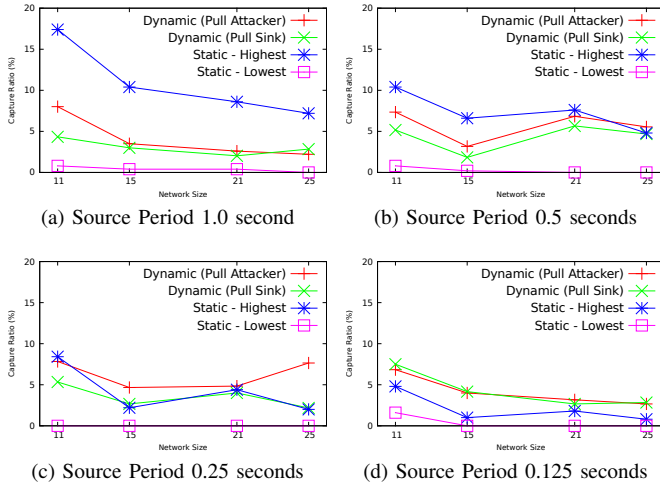 20
15
10
5
0
Capture Ratio (%)
Dynamic (Pull Attacker)
Dynamic (Pull Sink)
Static - Highest
Static - Lowest
11 15 21 25
Network Size
(a) Source Period 1.0 second
20
15
10
5
0
Capture Ratio (%)
Dynamic (Pull Attacker)
Dynamic (Pull Sink)
Static - Highest
Static - Lowest
11 15 21 25
Network Size
(b) Source Period 0.5 seconds
20
15
10
5
0
Capture Ratio (%)
Dynamic (Pull Attacker)
Dynamic (Pull Sink)
Static - Highest
Static - Lowest
11 15 21 25
Network Size
(c) Source Period 0.25 seconds
20
15
10
5
0
Capture Ratio (%)
Dynamic (Pull Attacker)
Dynamic (Pull Sink)
Static - Highest
Static - Lowest
11 15 21 25
Network Size
(d) Source Period 0.125 seconds